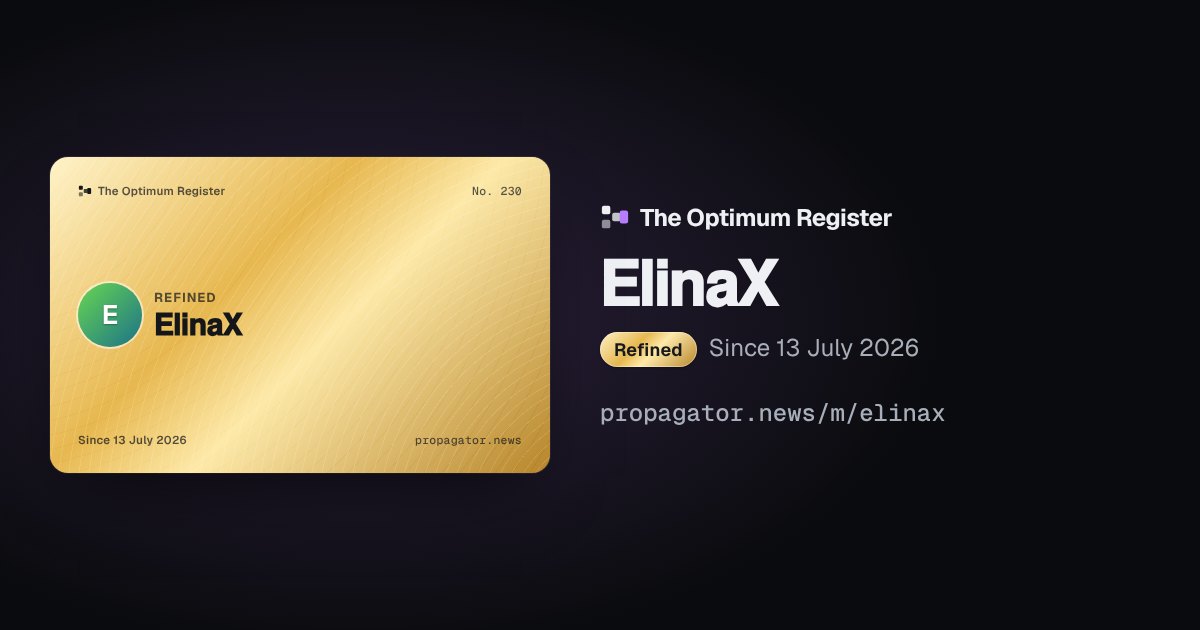 The Optimum Register
No. 230
E
REFINED
ElinaX
Since 13 July 2026
propagator.news
The Optimum Register
ElinaX
Refined
Since 13 July 2026
propagator.news/m/elinax